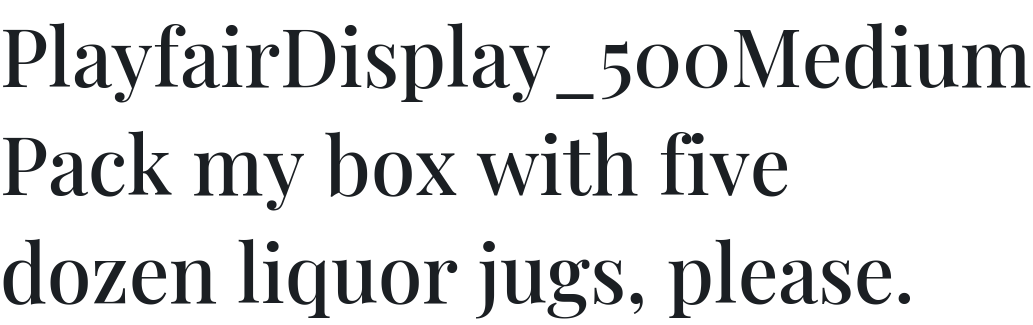 PlayfairDisplay_500Medium
Pack my box with five
dozen liquor jugs, please.